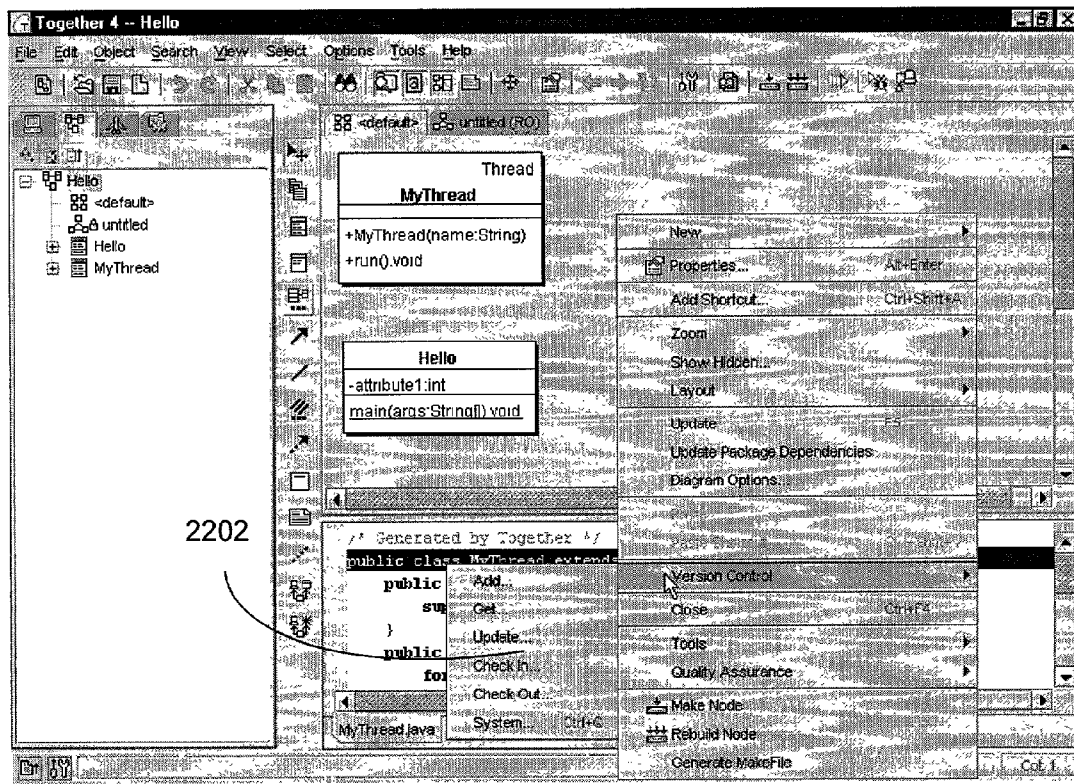 Together 4 -- Hello
File Edit Object Search View Select Options Tools Help
<default> untitled (RO)
Hello
<default>
untitled
Hello
MyThread
Thread
MyThread
+MyThread(name:String)
+run().void
Hello
-attribute1:int
main(args:String[]) void
New
Properties... Alt+Enter
Add Shortcut... Ctrl+Shift+A
Zoom
Show Hidden...
Layout
Update F5
Update Package Dependencies
Diagram Options...
Version Control
Close Ctrl+F4
Tools
Quality Assurance
Make Node
Rebuild Node
Generate MakeFile
2202
/* Generated by Together */
public class MyThread extends
public
sup
}
public
for
Add...
Get...
Update...
Check In...
Check Out...
System... Ctrl+C
MyThread.java
Col. 1